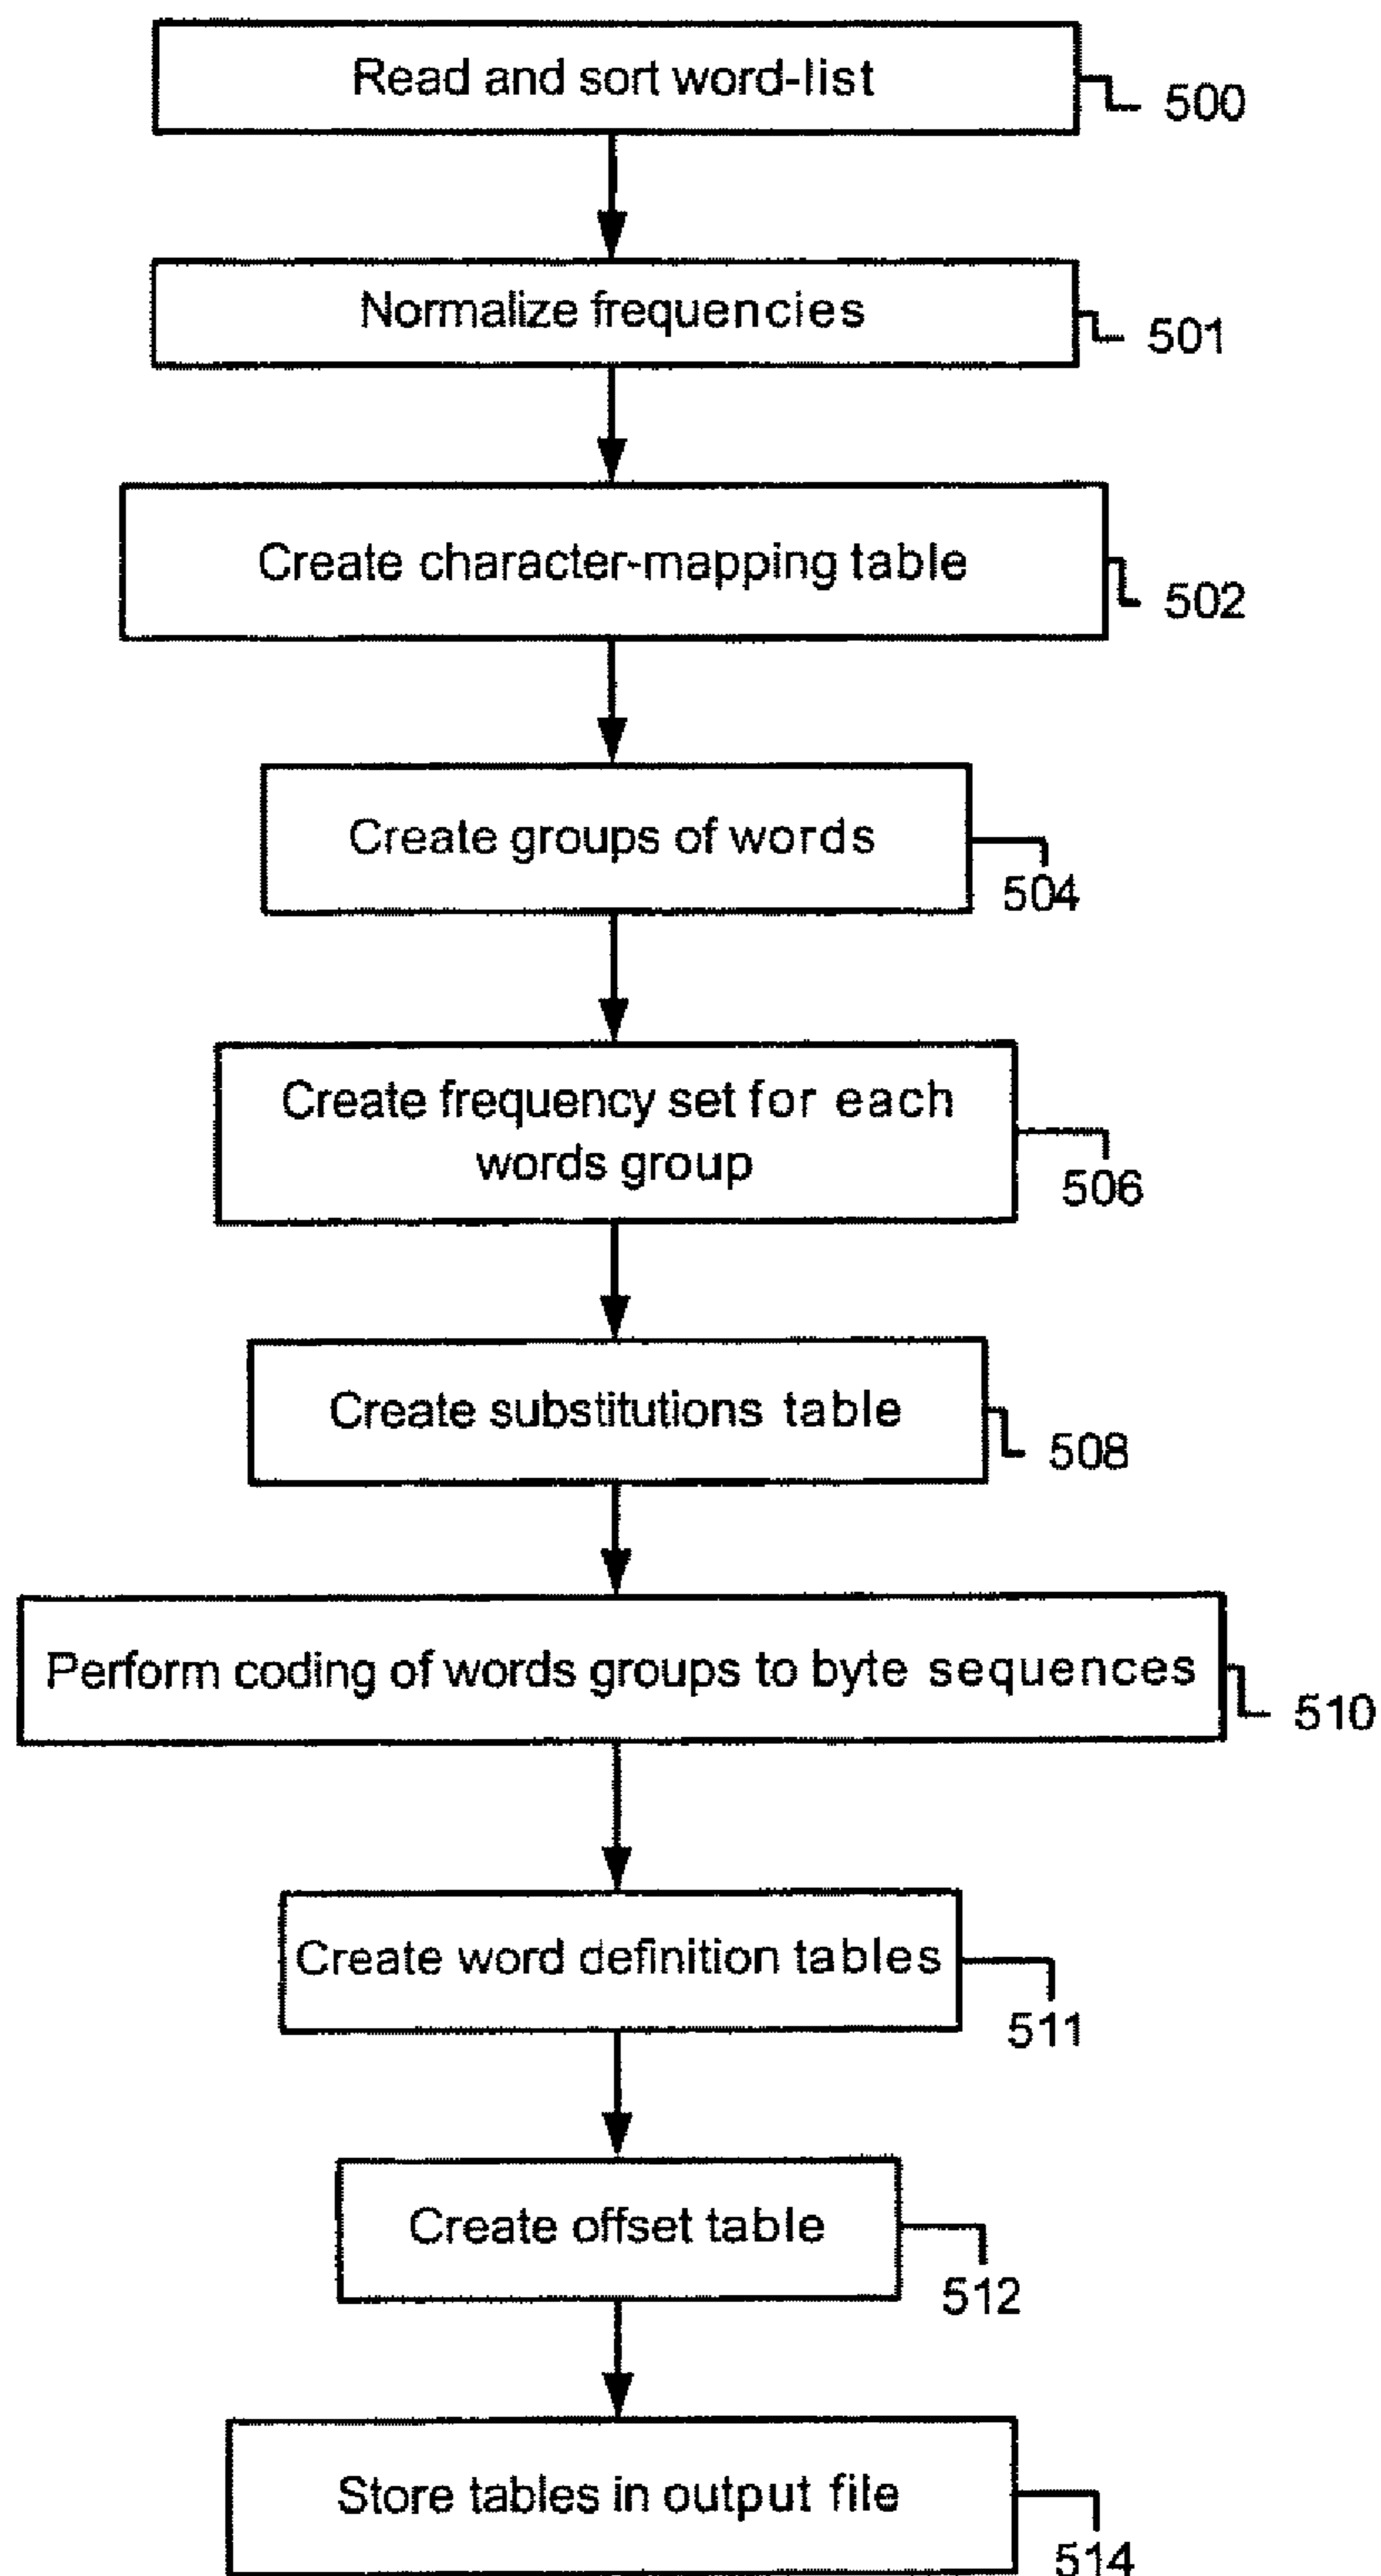 Read and sort word-list
500
Normalize frequencies
501
Create character-mapping table
502
Create groups of words
504
Create frequency set for each
words group
506
Create substitutions table
508
Perform coding of words groups to byte sequences
510
Create word definition tables
511
Create offset table
512
Store tables in output file
514